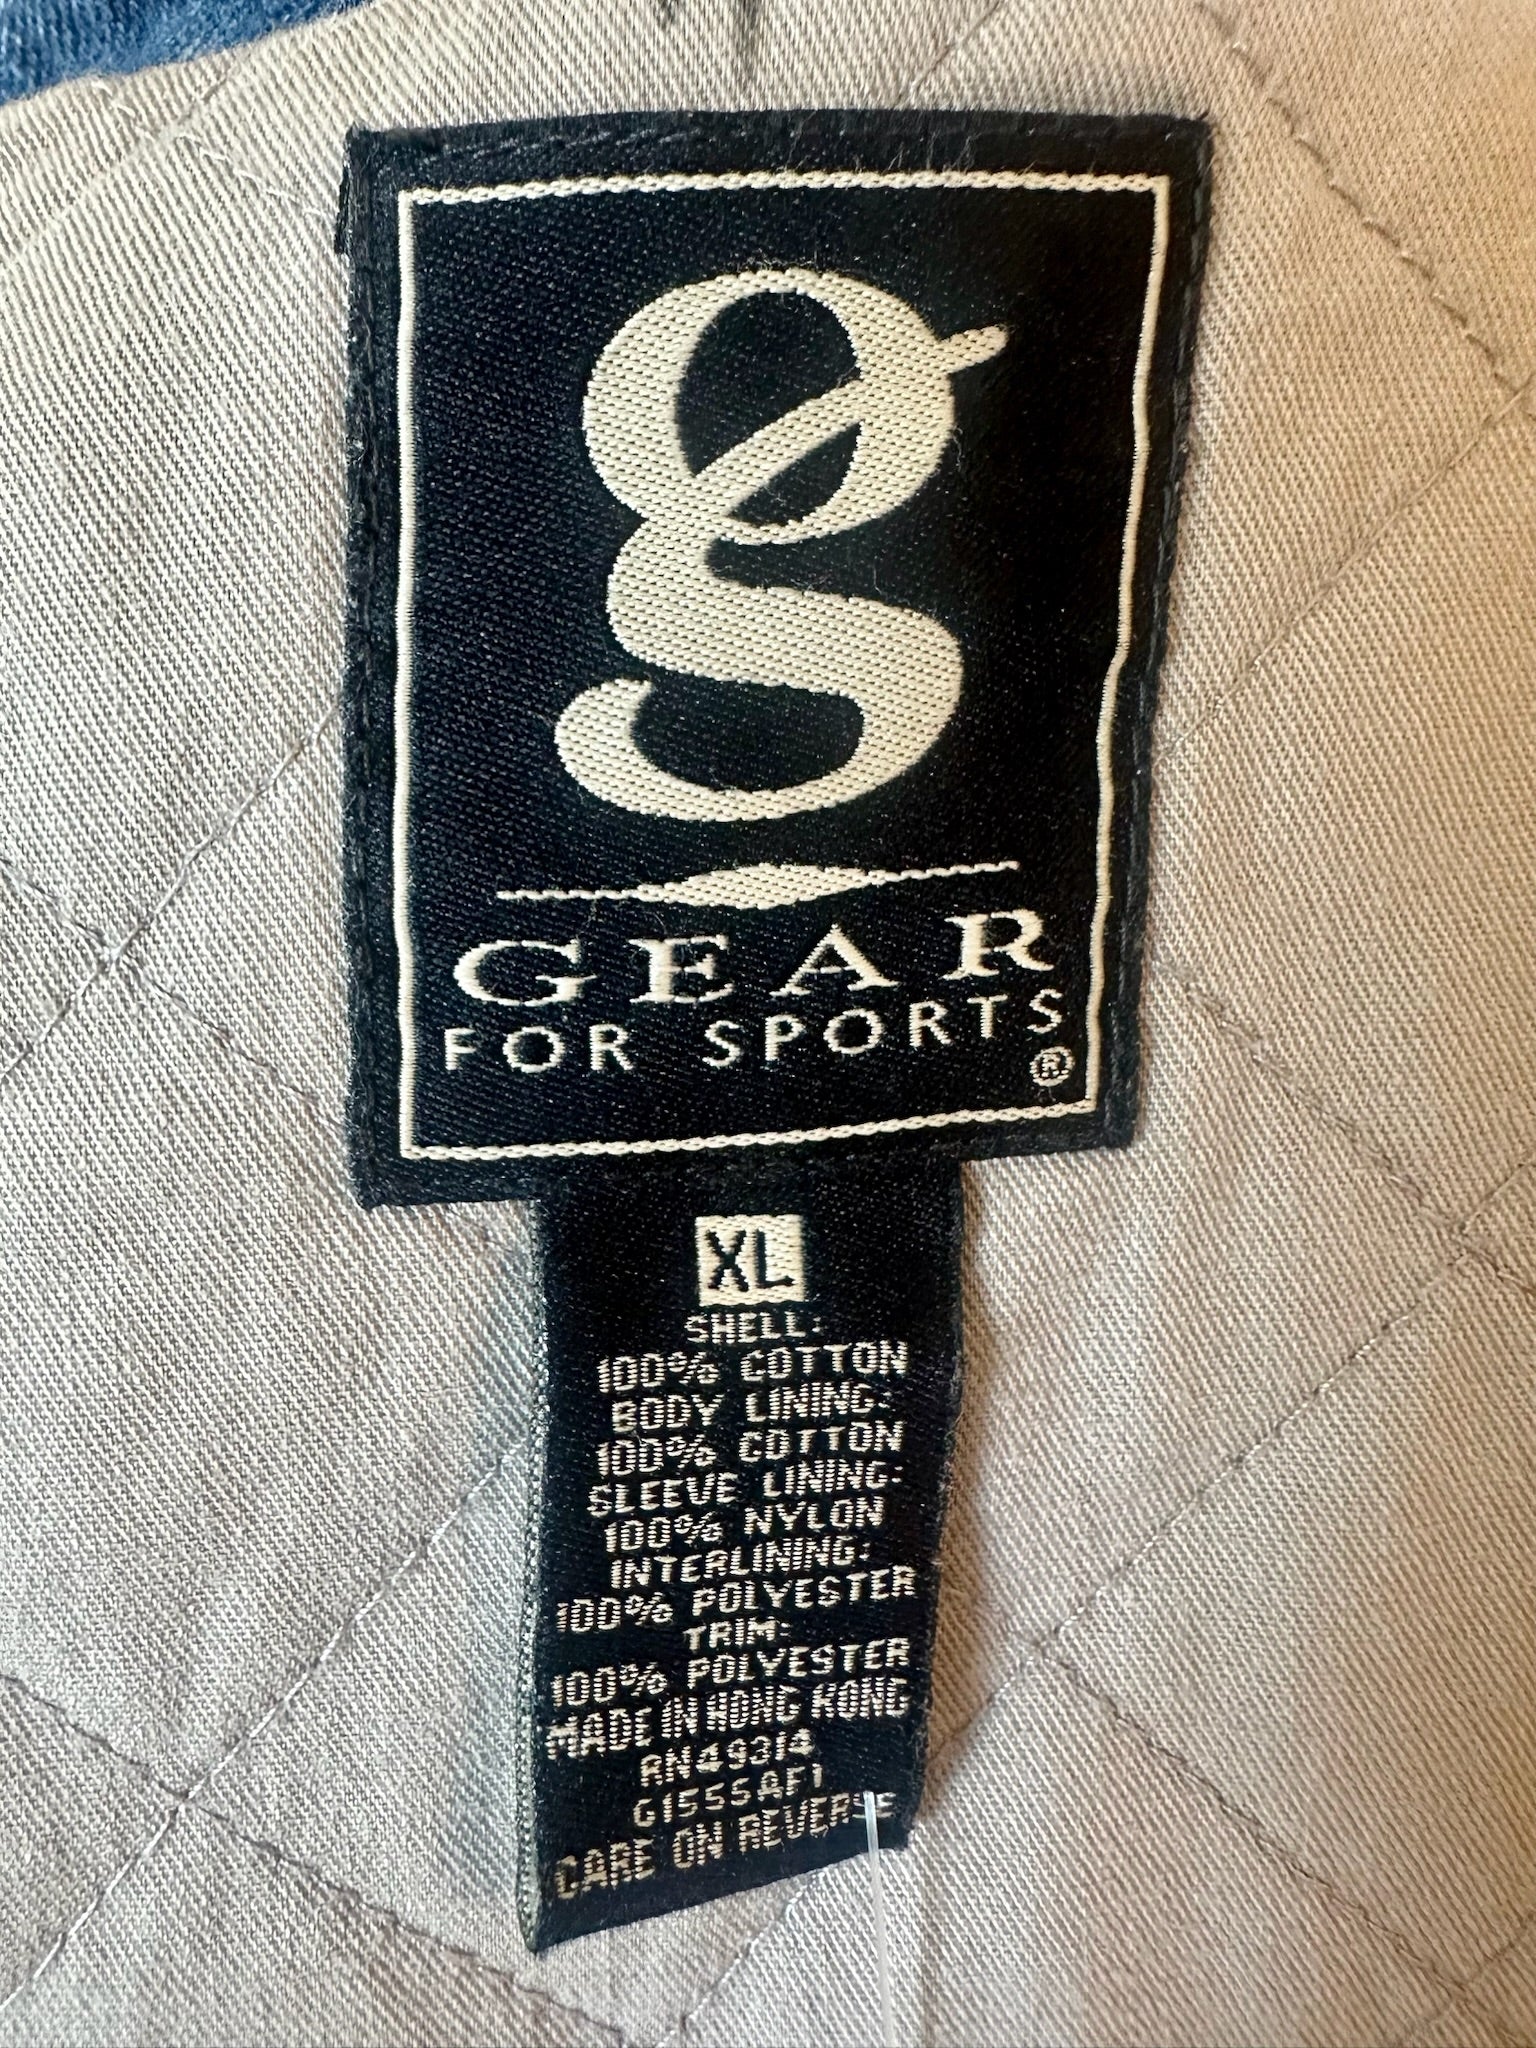 g
GEAR
FOR SPORTS
®
XL
SHELL:
100% COTTON
BODY LINING:
100% COTTON
SLEEVE LINING:
100% NYLON
INTERLINING:
100% POLYESTER
TRIM:
100% POLYESTER
MADE IN HONG KONG
RN49314
G1555AF1
CARE ON REVERSE